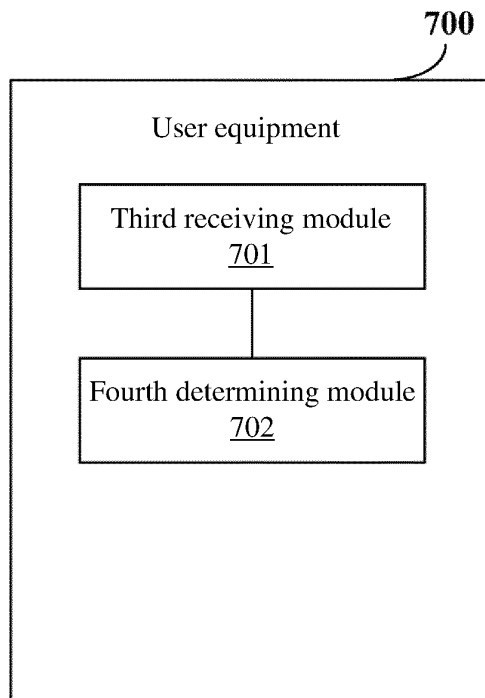 700
User equipment
Third receiving module
701
Fourth determining module
702